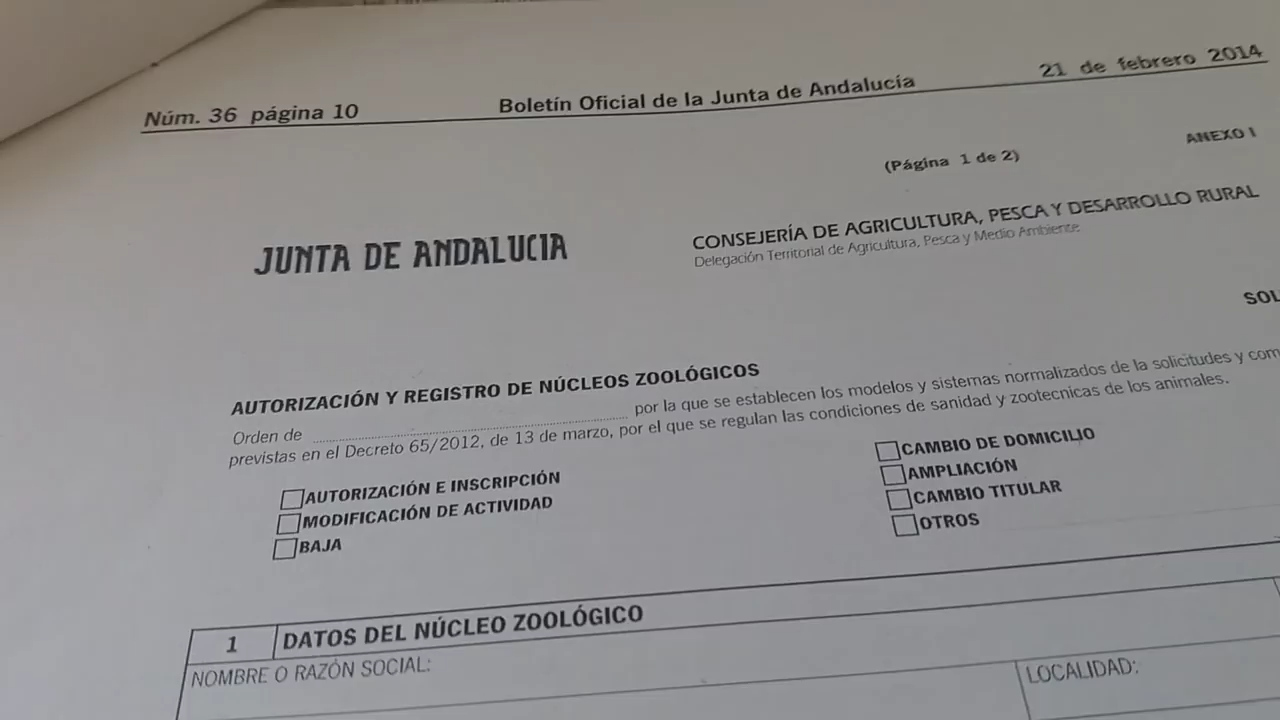 Núm. 36 página 10
Boletín Oficial de la Junta de Andalucía
21 de febrero 2014
(Página 1 de 2)
ANEXO I
JUNTA DE ANDALUCIA
CONSEJERÍA DE AGRICULTURA, PESCA Y DESARROLLO RURAL
Delegación Territorial de Agricultura, Pesca y Medio Ambiente
AUTORIZACIÓN Y REGISTRO DE NÚCLEOS ZOOLÓGICOS
Orden de ........................ por la que se establecen los modelos y sistemas normalizados de la solicitudes y com
previstas en el Decreto 65/2012, de 13 de marzo, por el que se regulan las condiciones de sanidad y zootecnicas de los animales.
AUTORIZACIÓN E INSCRIPCIÓN
MODIFICACIÓN DE ACTIVIDAD
BAJA
CAMBIO DE DOMICILIO
AMPLIACIÓN
CAMBIO TITULAR
OTROS
1 DATOS DEL NÚCLEO ZOOLÓGICO
NOMBRE O RAZÓN SOCIAL:
LOCALIDAD: